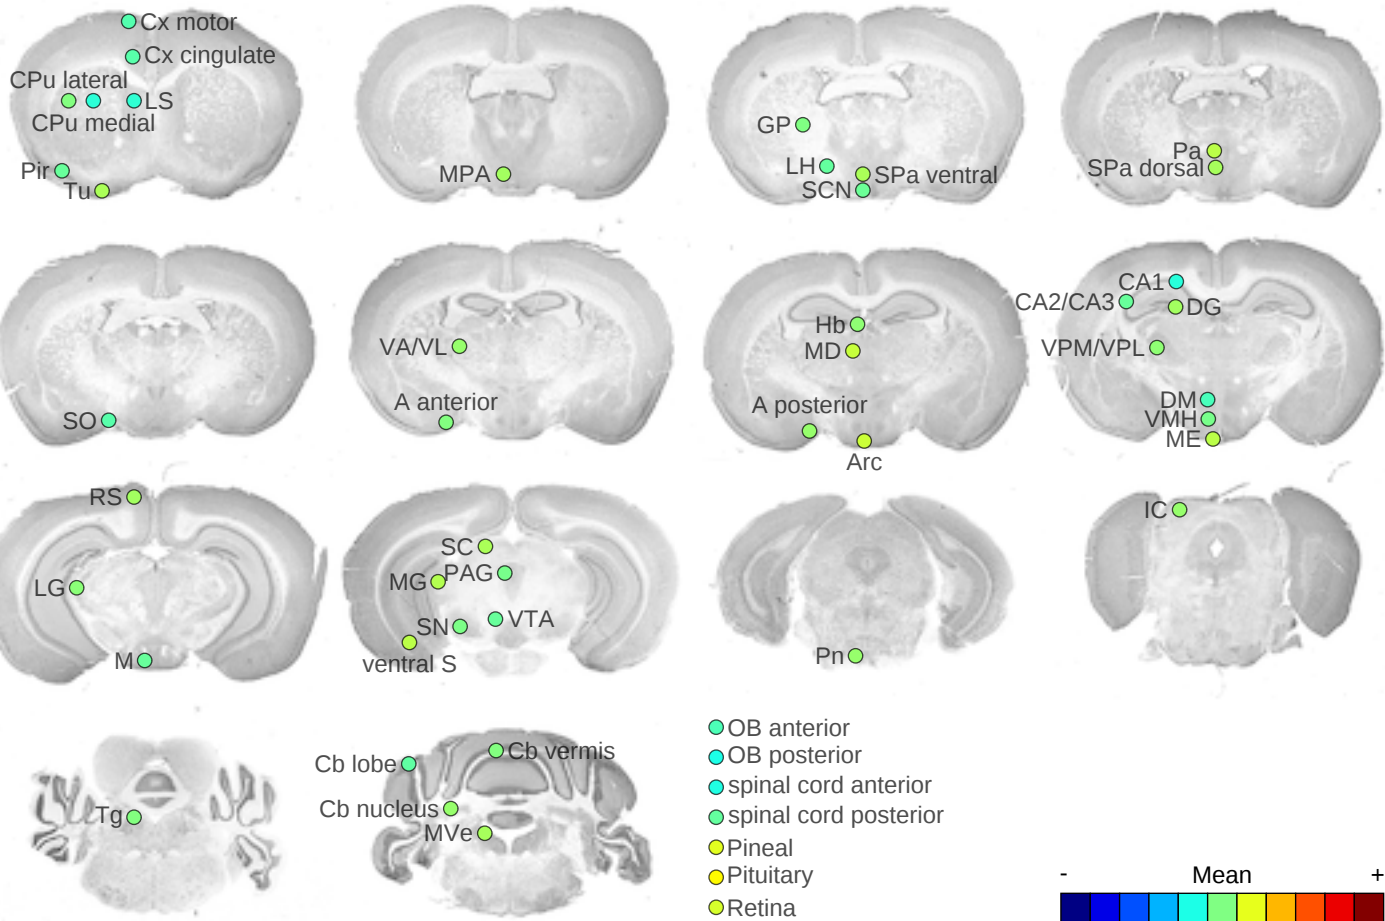 Cx motor
Cx cingulate
CPu lateral
LS
CPu medial
Pir
Tu
MPA
GP
LH
SPa ventral
SCN
Pa
SPa dorsal
SO
VA/VL
A anterior
Hb
MD
A posterior
Arc
CA1
CA2/CA3
DG
VPM/VPL
DM
VMH
ME
RS
LG
M
SC
MG
PAG
SN
VTA
ventral S
Pn
IC
Tg
Cb lobe
Cb vermis
Cb nucleus
MVe
OB anterior
OB posterior
spinal cord anterior
spinal cord posterior
Pineal
Pituitary
Retina
- Mean +